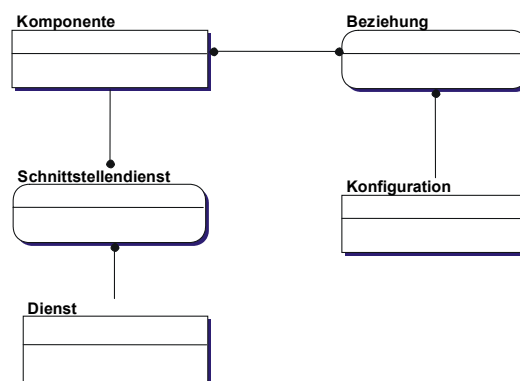 Komponente
Beziehung
Schnittstellendienst
Konfiguration
Dienst